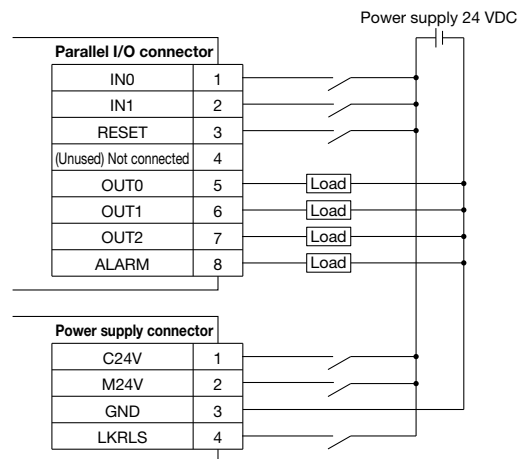 Power supply 24 VDC
Parallel I/O connector
IN0 1
IN1 2
RESET 3
(Unused) Not connected 4
OUT0 5 Load
OUT1 6 Load
OUT2 7 Load
ALARM 8 Load
Power supply connector
C24V 1
M24V 2
GND 3
LKRLS 4